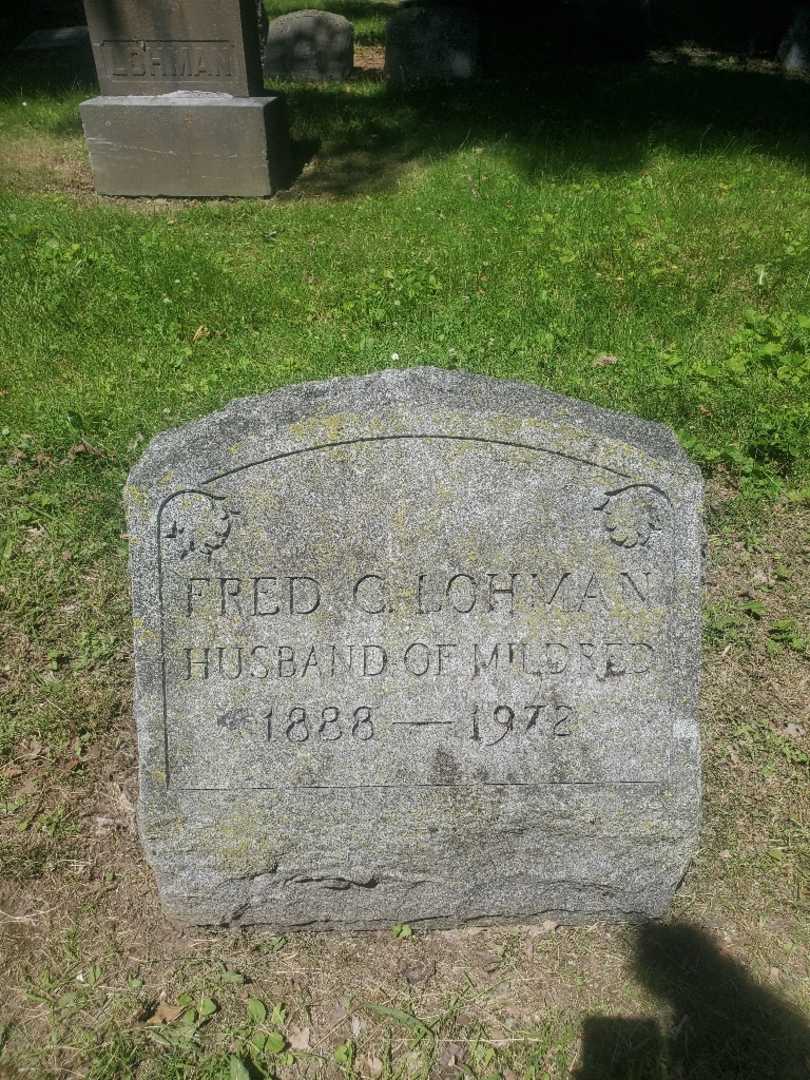 LOHMAN
FRED C. LOHMAN
HUSBAND OF MILDRED
1888 — 1972